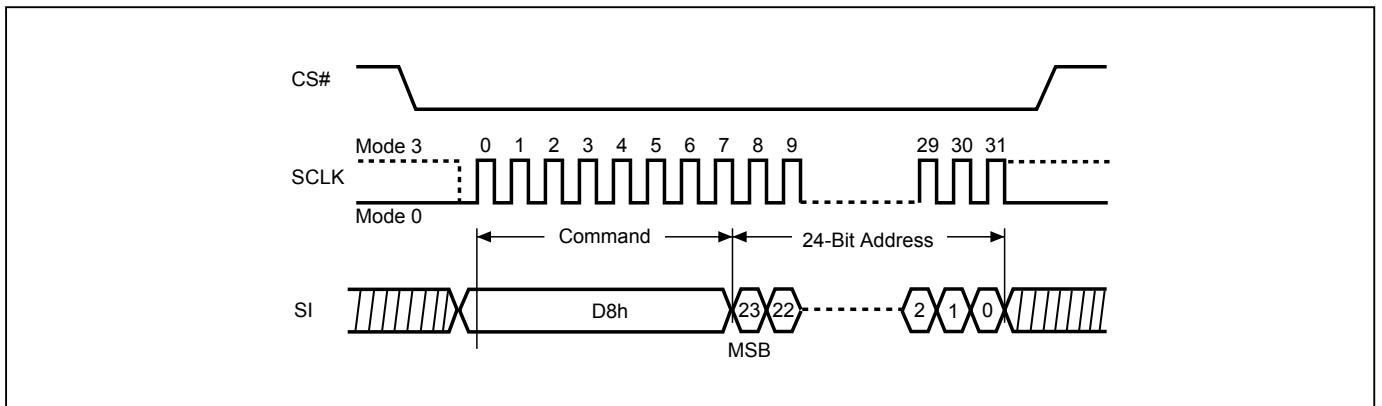 CS#
Mode 3
0 1 2 3 4 5 6 7 8 9 29 30 31
SCLK
Mode 0
Command
24-Bit Address
SI
D8h
23 22 2 1 0
MSB